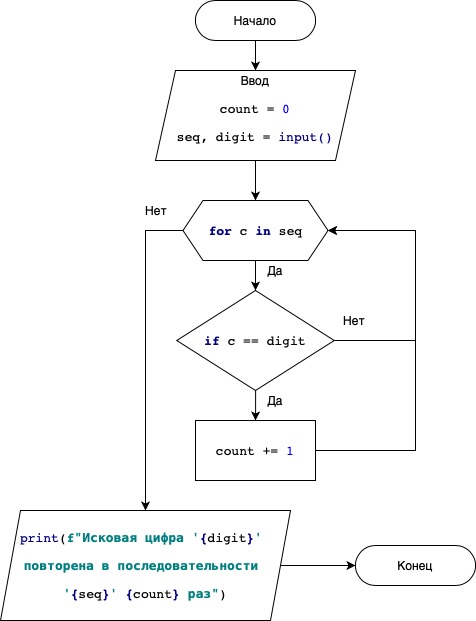 Начало
Ввод
count = 0
seq, digit = input()
Нет
for c in seq
Да
Нет
if c == digit
Да
count += 1
print(f"Исковая цифра '{digit}'
повторена в последовательности
'{seq}' {count} раз")
Конец